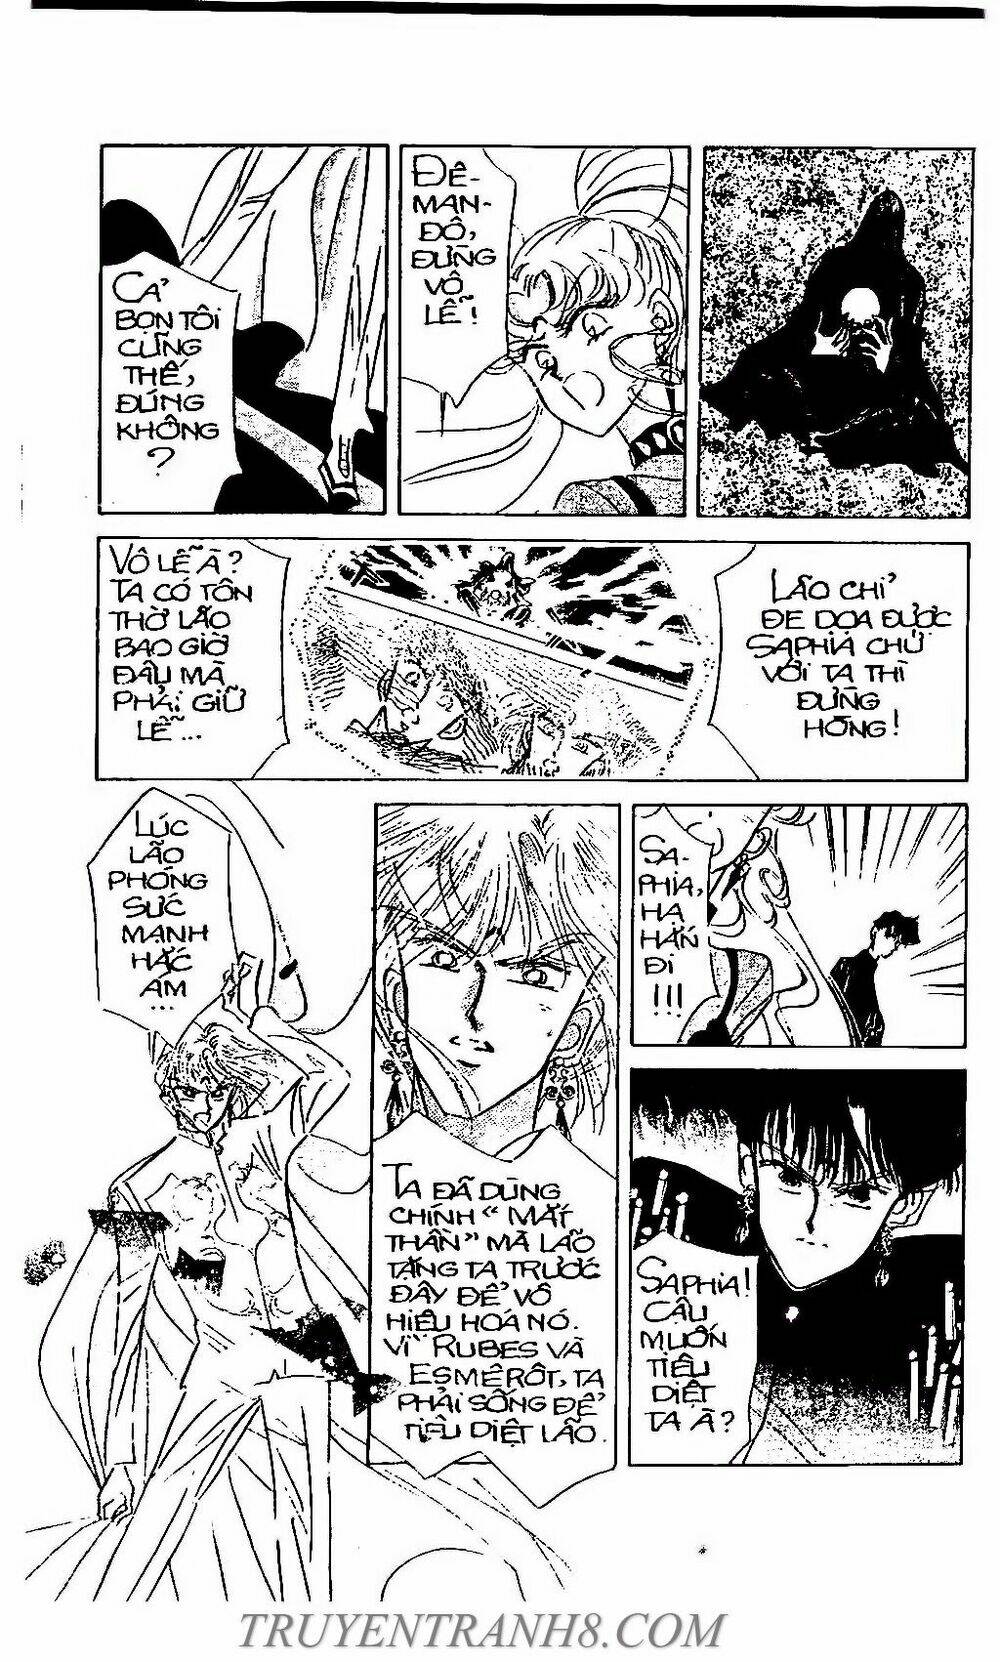 CẢ
BỌN TÔI
CŨNG
THẾ,
ĐÚNG
KHÔNG
?
ĐÊ-
MAN-
ĐÔ,
ĐỪNG
VÔ
LỄ!
VÔ LỄ À?
TA CÓ TÔN
THỜ LÃO
BAO GIỜ
ĐÂU MÀ
PHẢI GIỮ
LỄ...
LÃO CHỈ
ĐE DỌA ĐƯỢC
SAPHIA CHỨ
VỚI TA THÌ
ĐỪNG
HÒNG!
LÚC
LÃO
PHÓNG
SỨC
MẠNH
HẮC
ÁM
...
TA ĐÃ DÙNG
CHÍNH "MẮT
THẦN" MÀ LÃO
TẶNG TA TRƯỚC
ĐÂY ĐỂ VÔ
HIỆU HOÁ NÓ.
VÌ RUBES VÀ
ESMÊRÔT, TA
PHẢI SỐNG ĐỂ
TIÊU DIỆT LÃO.
SA-
PHIA,
HẠ
HẮN
ĐI
!!!
SAPHIA!
CẬU
MUỐN
TIÊU
DIỆT
TA À?
TRUYENTRANH8.COM